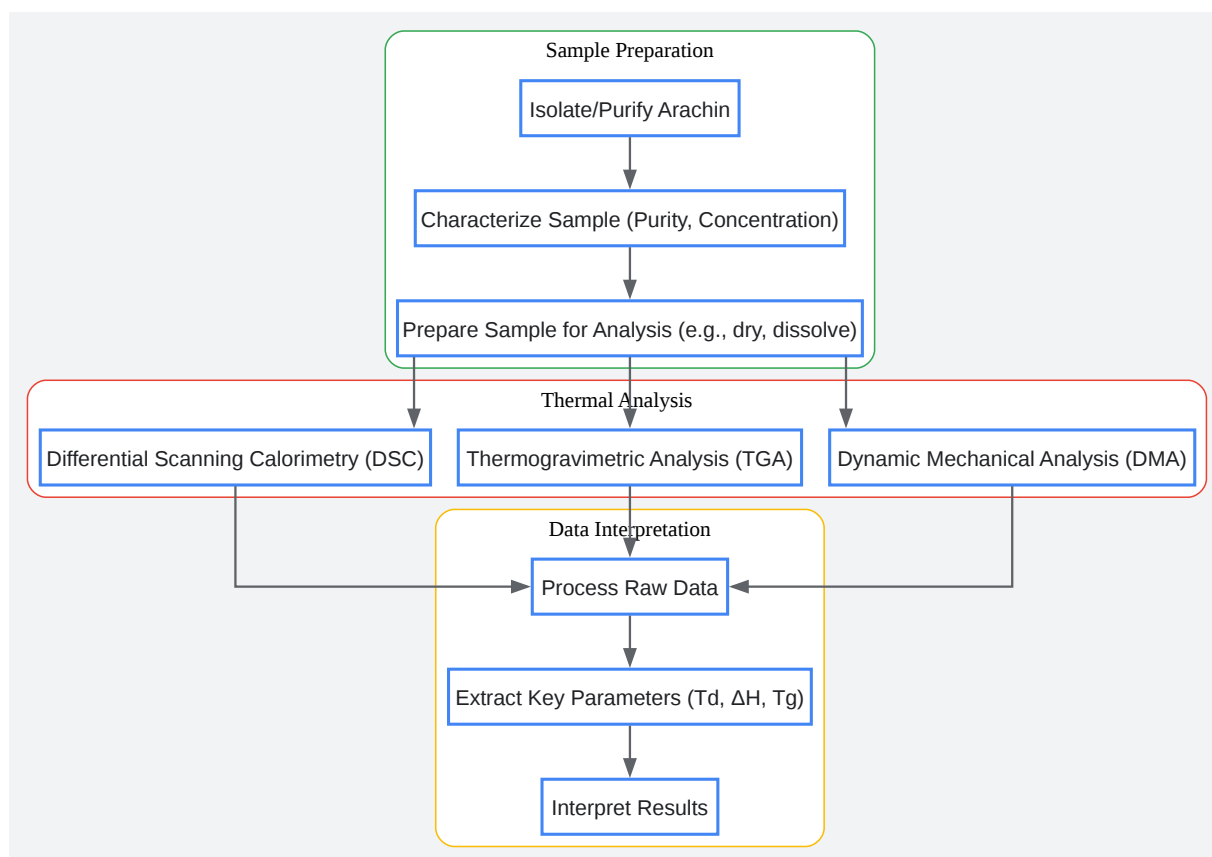 Sample Preparation
Isolate/Purify Arachin
Characterize Sample (Purity, Concentration)
Prepare Sample for Analysis (e.g., dry, dissolve)
Thermal Analysis
Differential Scanning Calorimetry (DSC)
Thermogravimetric Analysis (TGA)
Dynamic Mechanical Analysis (DMA)
Data Interpretation
Process Raw Data
Extract Key Parameters (Td, ΔH, Tg)
Interpret Results